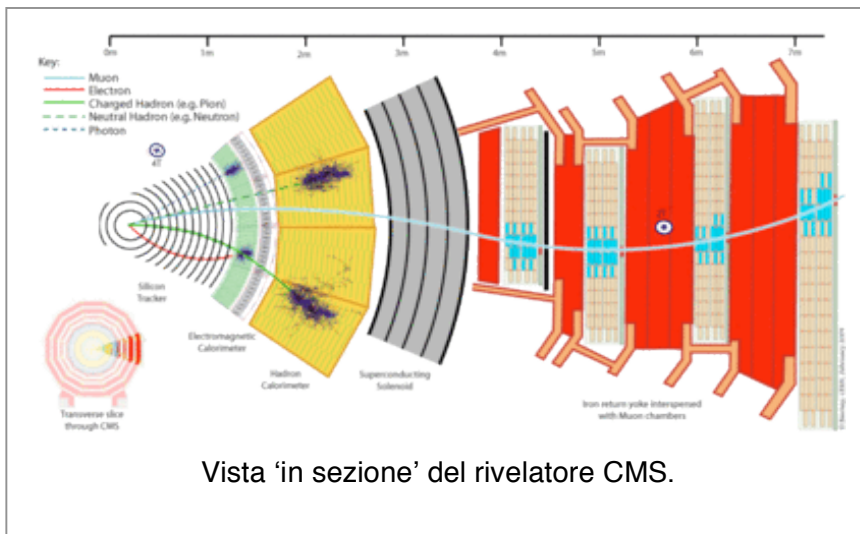 0m 1m 2m 3m 4m 5m 6m 7m
Key:
Muon
Electron
Charged Hadron (e.g. Pion)
Neutral Hadron (e.g. Neutron)
Photon
4T
Silicon
Tracker
Electromagnetic
Calorimeter
Hadron
Calorimeter
Superconducting
Solenoid
Iron return yoke interspersed
with Muon chambers
Transverse slice
through CMS
Vista ‘in sezione’ del rivelatore CMS.